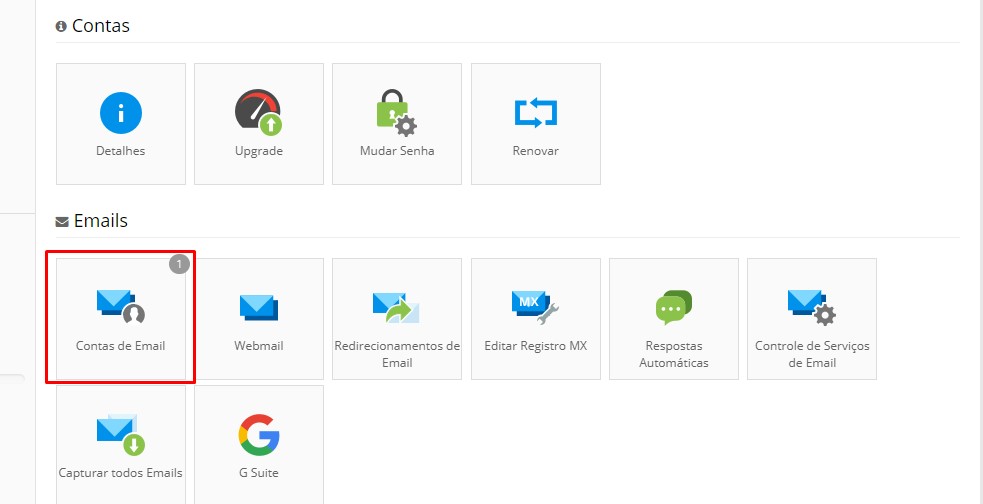 Contas
Detalhes
Upgrade
Mudar Senha
Renovar
Emails
1
Contas de Email
Webmail
Redirecionamentos de
Email
MX
Editar Registro MX
Respostas
Automáticas
Controle de Serviços
de Email
Capturar todos Emails
G Suite